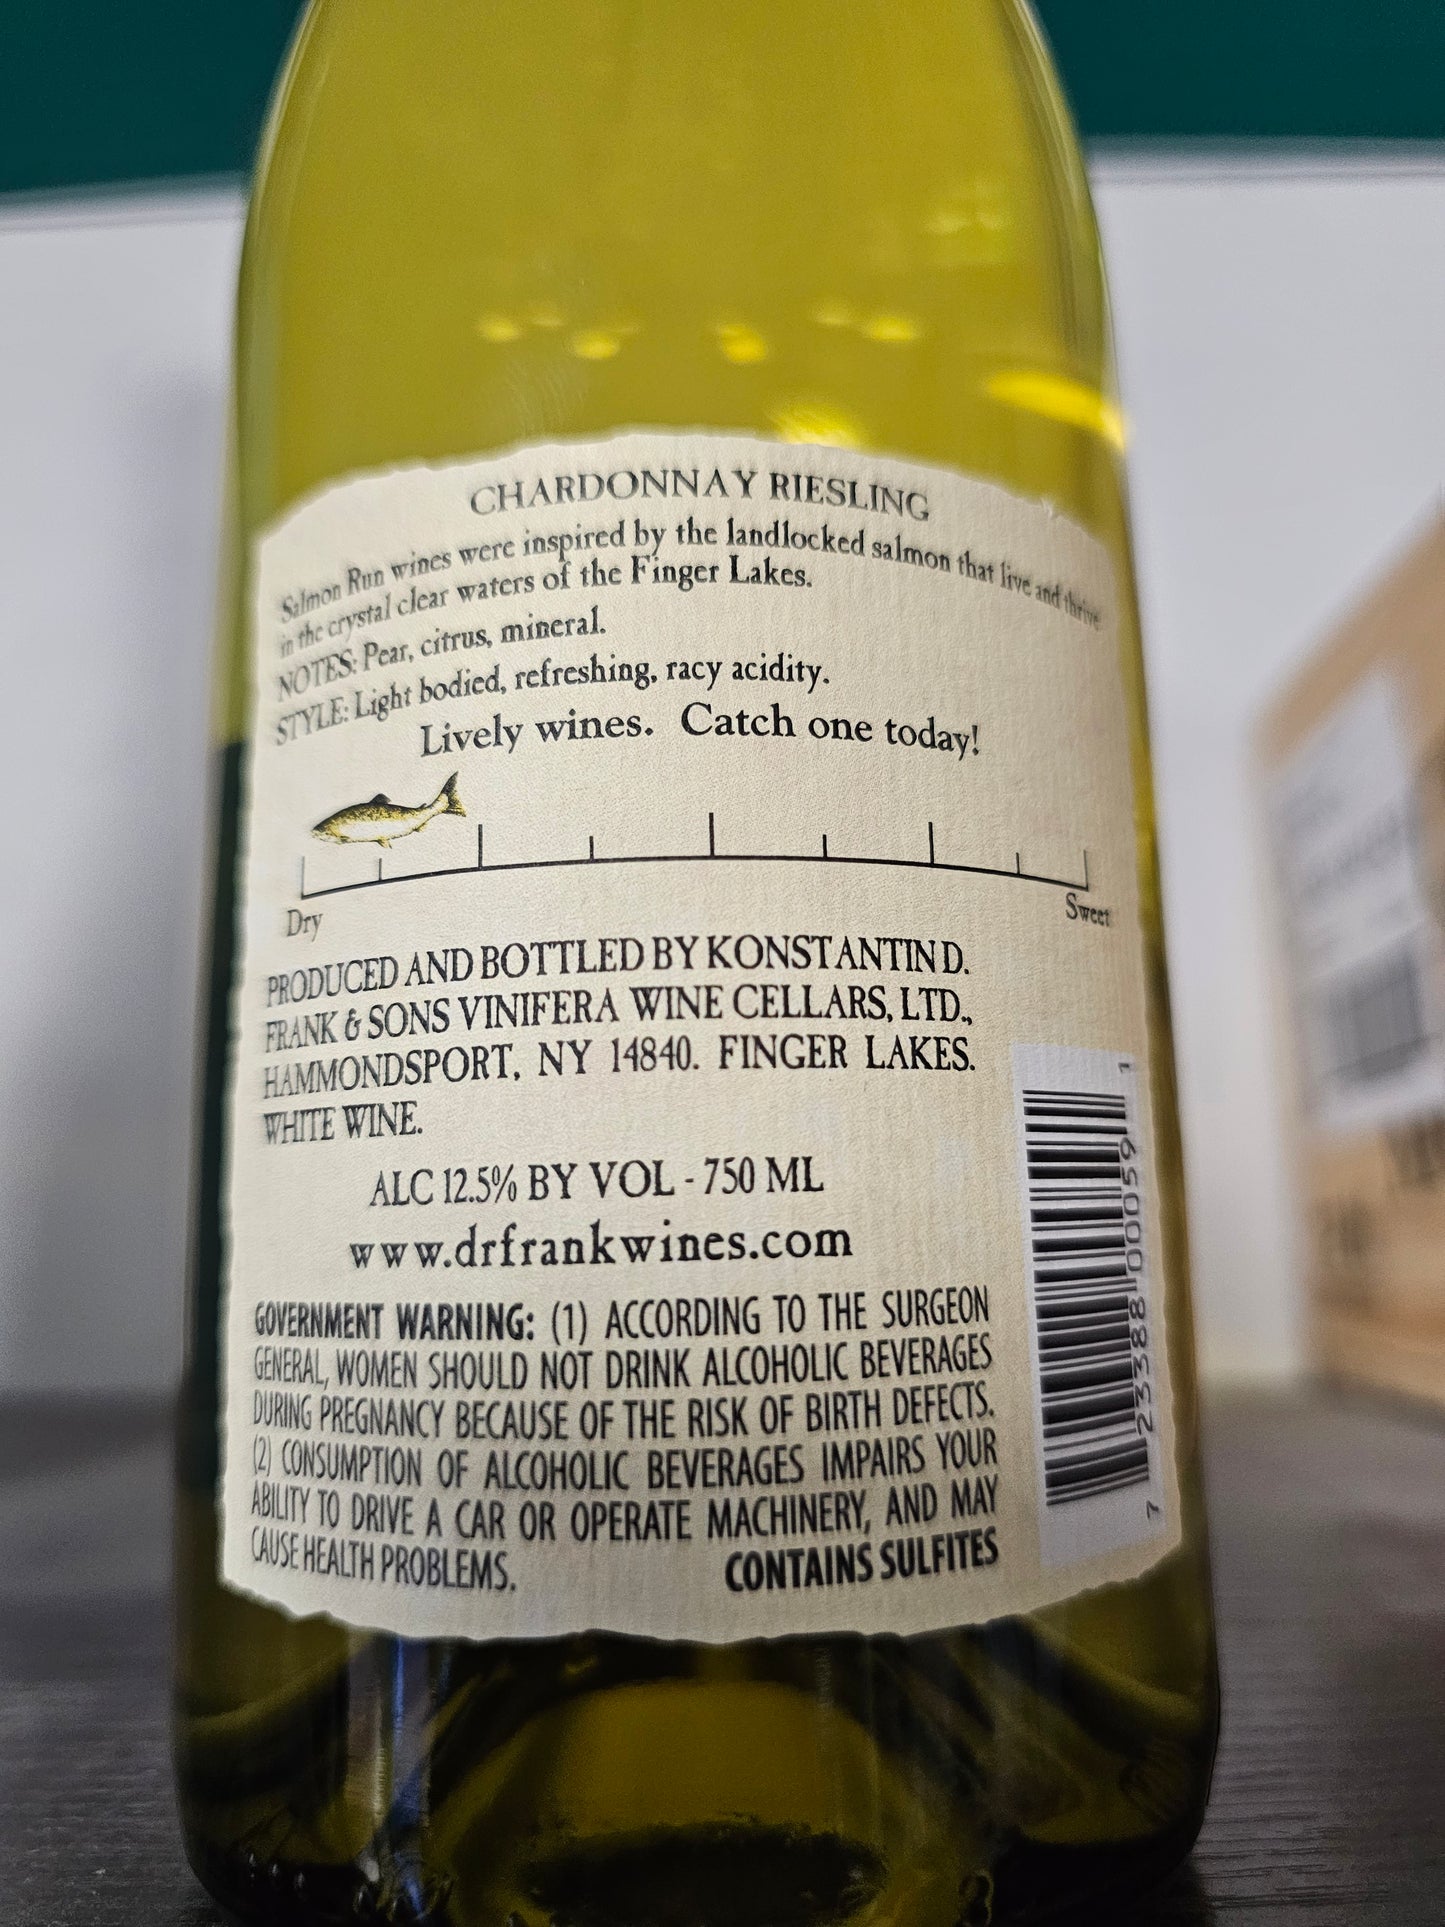 CHARDONNAY RIESLING
Salmon Run wines were inspired by the landlocked salmon that live and thrive
in the crystal clear waters of the Finger Lakes.
NOTES: Pear, citrus, mineral.
STYLE: Light bodied, refreshing, racy acidity.
Lively wines. Catch one today!
Dry
Sweet
PRODUCED AND BOTTLED BY KONSTANTIN D.
FRANK & SONS VINIFERA WINE CELLARS, LTD.,
HAMMONDSPORT, NY 14840. FINGER LAKES.
WHITE WINE.
ALC 12.5% BY VOL - 750 ML
www.drfrankwines.com
GOVERNMENT WARNING: (1) ACCORDING TO THE SURGEON
GENERAL, WOMEN SHOULD NOT DRINK ALCOHOLIC BEVERAGES
DURING PREGNANCY BECAUSE OF THE RISK OF BIRTH DEFECTS.
(2) CONSUMPTION OF ALCOHOLIC BEVERAGES IMPAIRS YOUR
ABILITY TO DRIVE A CAR OR OPERATE MACHINERY, AND MAY
CAUSE HEALTH PROBLEMS. CONTAINS SULFITES
7 23388 00059 1